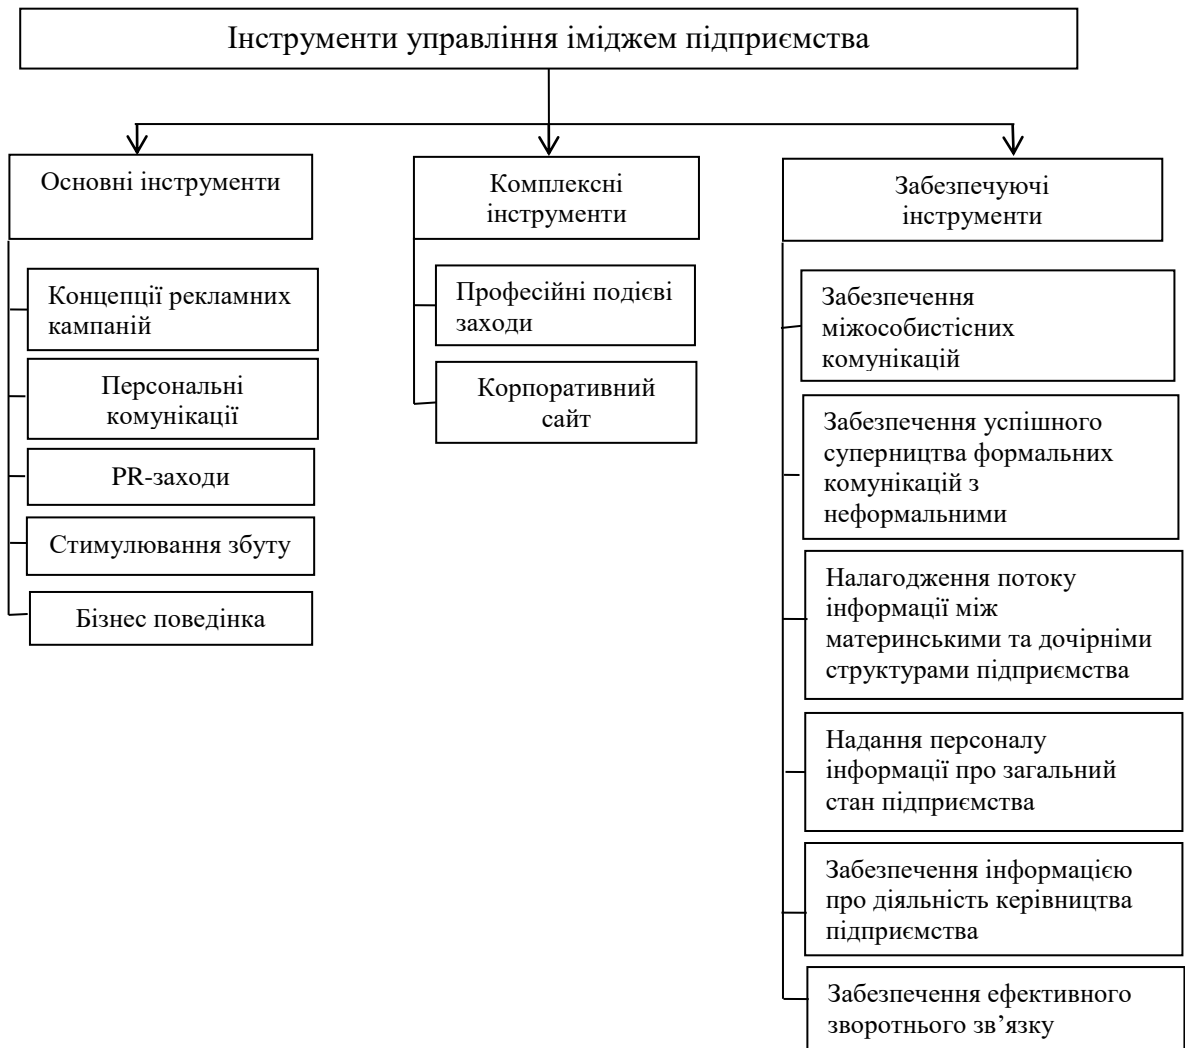 Інструменти управління іміджем підприємства
Основні інструменти
Концепції рекламних
кампаній
Персональні
комунікації
PR-заходи
Стимулювання збуту
Бізнес поведінка
Комплексні
інструменти
Професійні подієві
заходи
Корпоративний
сайт
Забезпечуючі
інструменти
Забезпечення
міжособистісних
комунікацій
Забезпечення успішного
суперництва формальних
комунікацій з
неформальними
Налагодження потоку
інформації між
материнськими та дочірніми
структурами підприємства
Надання персоналу
інформації про загальний
стан підприємства
Забезпечення інформацією
про діяльність керівництва
підприємства
Забезпечення ефективного
зворотнього зв’язку